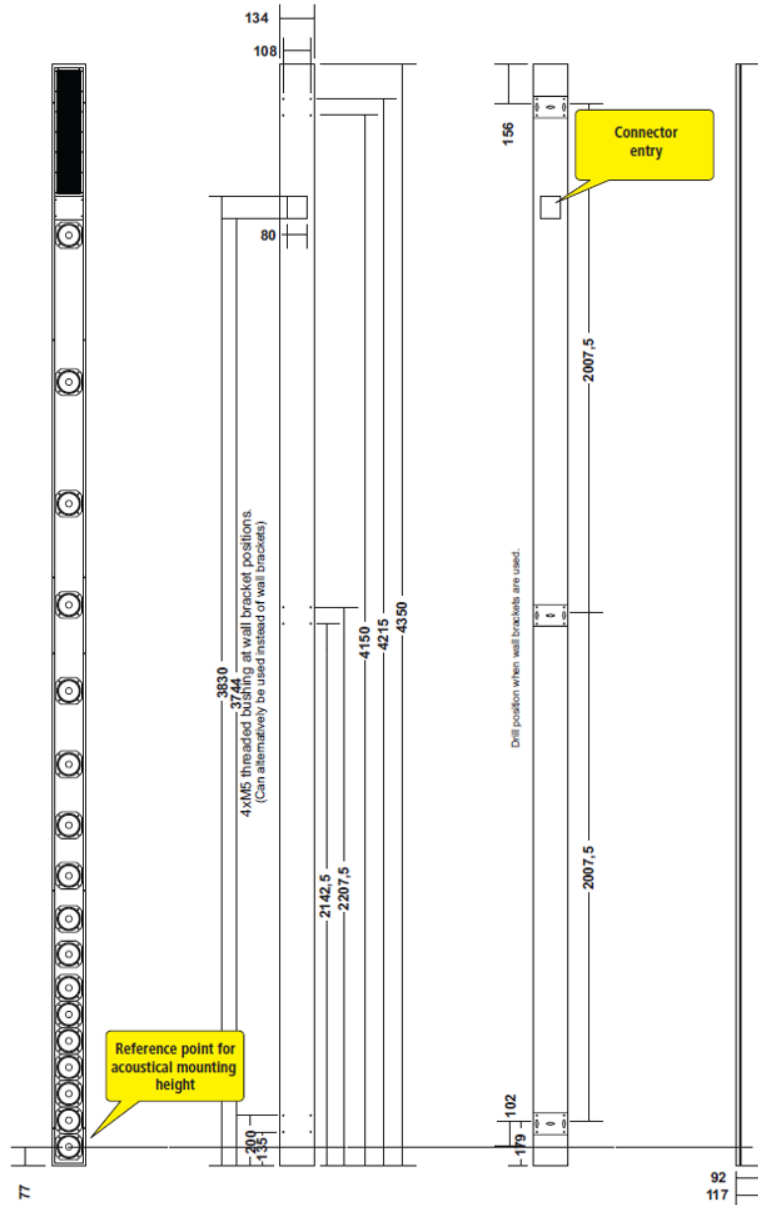 134
108
156
Connector
entry
80
2007,5
4xM5 threaded bushing at wall bracket positions.
(Can alternatively be used instead of wall brackets)
3830
3744
4150
4215
4350
Drill position when wall brackets are used.
2142,5
2207,5
2007,5
Reference point for
acoustical mounting
height
200
135
102
179
77
92
117